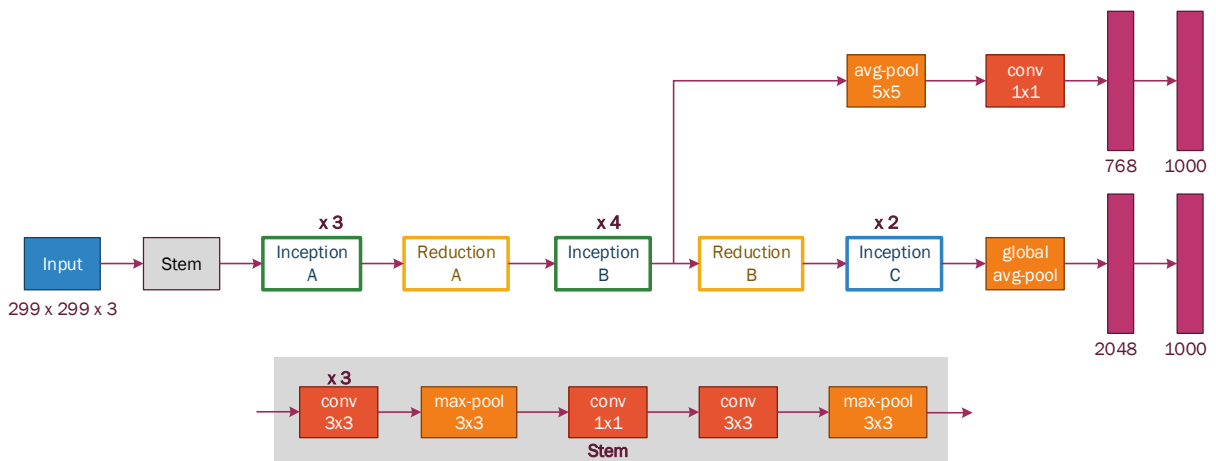 avg-pool
5x5
conv
1x1
768
1000
x 3
x 4
x 2
Input
Stem
Inception
A
Reduction
A
Inception
B
Reduction
B
Inception
C
global
avg-pool
299 x 299 x 3
2048
1000
x 3
conv
3x3
max-pool
3x3
conv
1x1
conv
3x3
max-pool
3x3
Stem